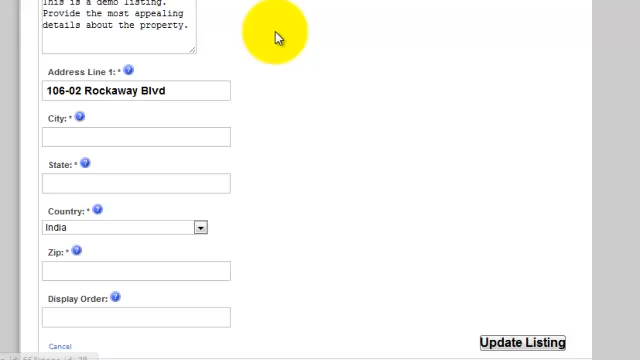 This is a demo listing.
Provide the most appealing
details about the property.
Address Line 1: * ?
106-02 Rockaway Blvd
City: * ?
State: * ?
Country: * ?
India
Zip: * ?
Display Order: ?
Cancel
Update Listing